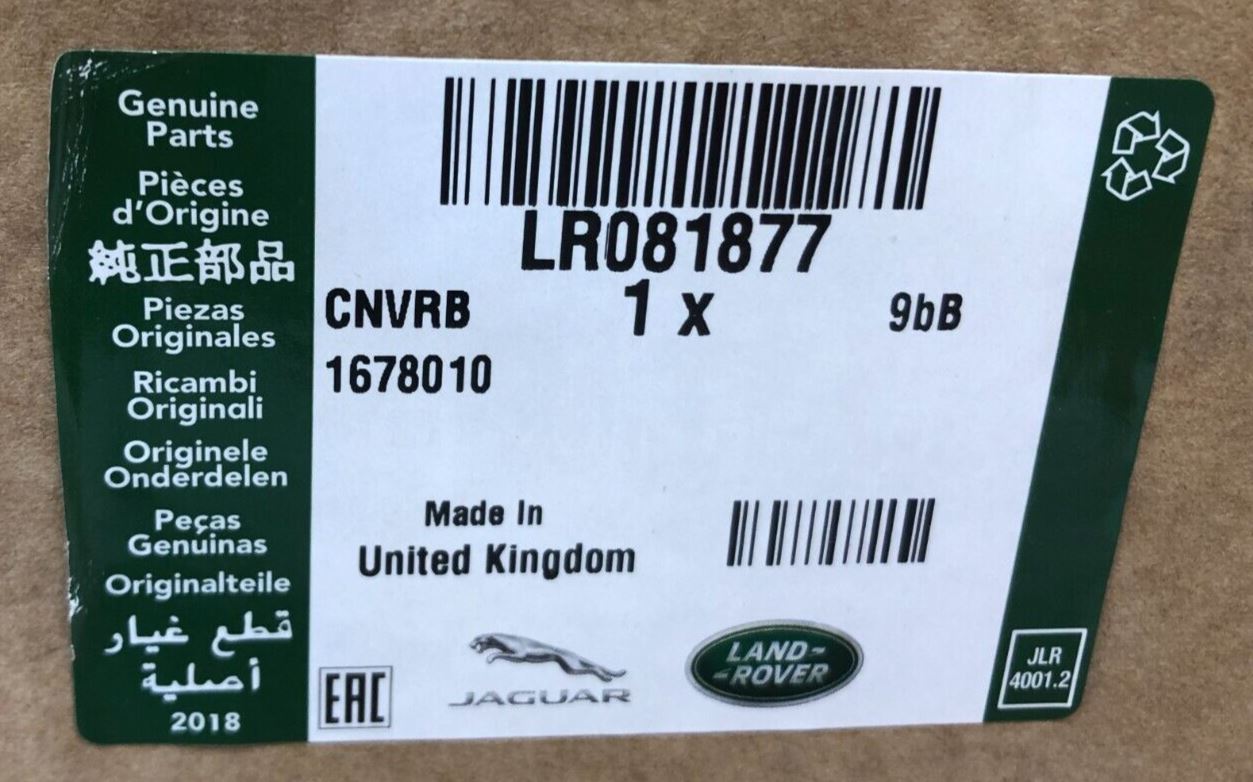 Genuine
Parts
Pièces
d'Origine
純正部品
Piezas
Originales
Ricambi
Originali
Originele
Onderdelen
Peças
Genuinas
Originalteile
قطع غيار
أصلية
2018
LR081877
CNVRB
1 x
9bB
1678010
Made In
United Kingdom
EAC
JAGUAR
LAND-
-ROVER
JLR
4001.2